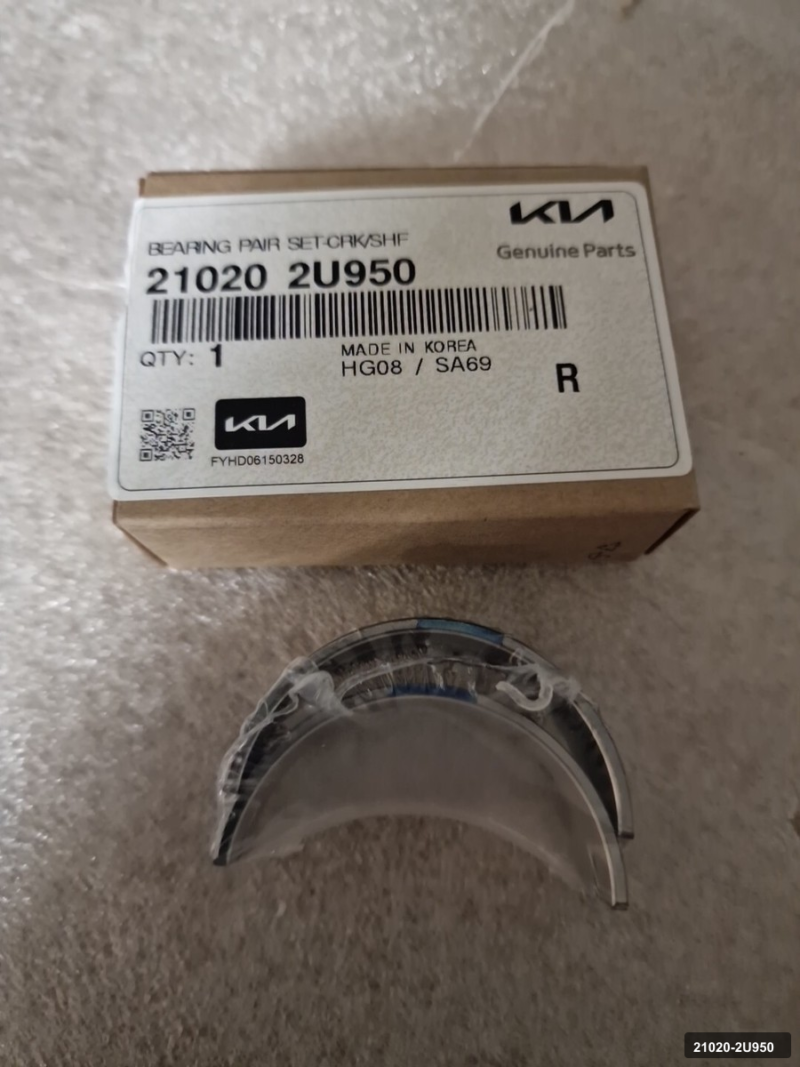 KIA
BEARING PAIR SET-CRK/SHF
Genuine Parts
21020 2U950
QTY: 1
MADE IN KOREA
HG08 / SA69
R
KIA
FYHD06150328
21020-2U950